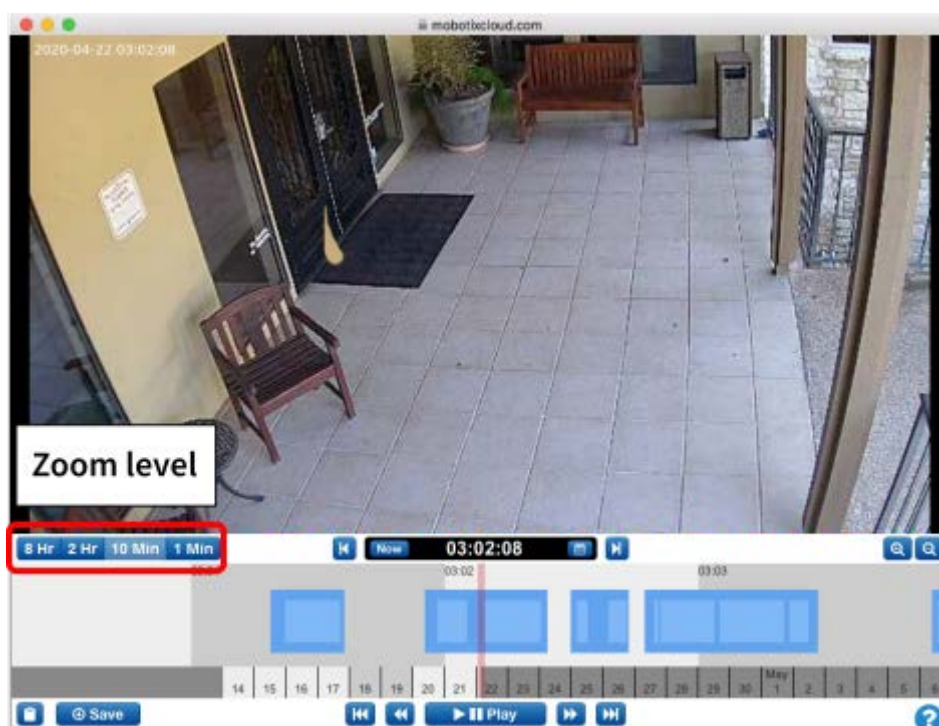 mobotixcloud.com
2020-04-22 03:02:08
Zoom level
8 Hr 2 Hr 10 Min 1 Min
Now 03:02:08
03:02 03:03
14 15 16 17 18 19 20 21 22 23 24 25 26 27 28 29 30 May 1 2 3 4 5 6
Save Play ?